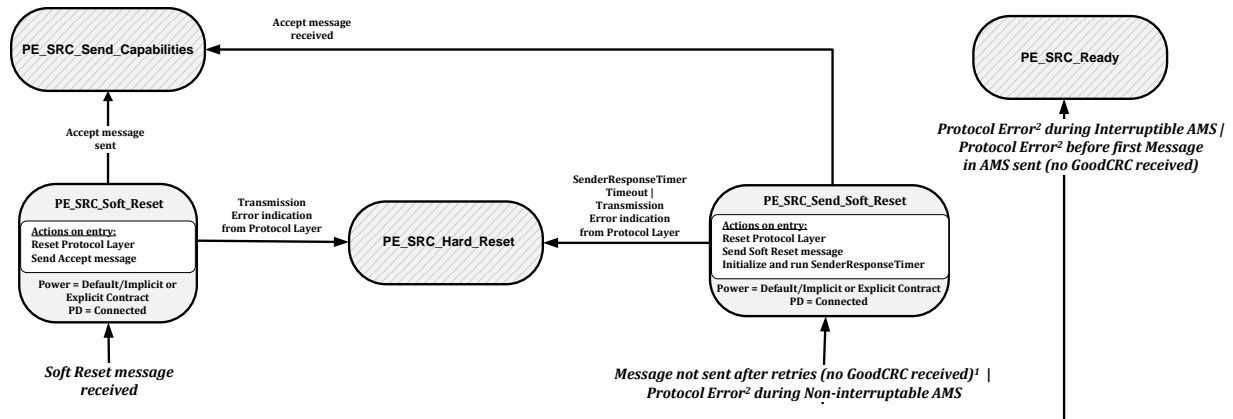 Accept message
received
PE_SRC_Send_Capabilities
PE_SRC_Ready
Accept message
sent
Protocol Error² during Interruptible AMS |
Protocol Error² before first Message
in AMS sent (no GoodCRC received)
PE_SRC_Soft_Reset
Actions on entry:
Reset Protocol Layer
Send Accept message
Power = Default/Implicit or
Explicit Contract
PD = Connected
Transmission
Error indication
from Protocol Layer
PE_SRC_Hard_Reset
SenderResponseTimer
Timeout |
Transmission
Error indication
from Protocol Layer
PE_SRC_Send_Soft_Reset
Actions on entry:
Reset Protocol Layer
Send Soft Reset message
Initialize and run SenderResponseTimer
Power = Default/Implicit or Explicit Contract
PD = Connected
Soft Reset message
received
Message not sent after retries (no GoodCRC received)¹ |
Protocol Error² during Non-interruptable AMS